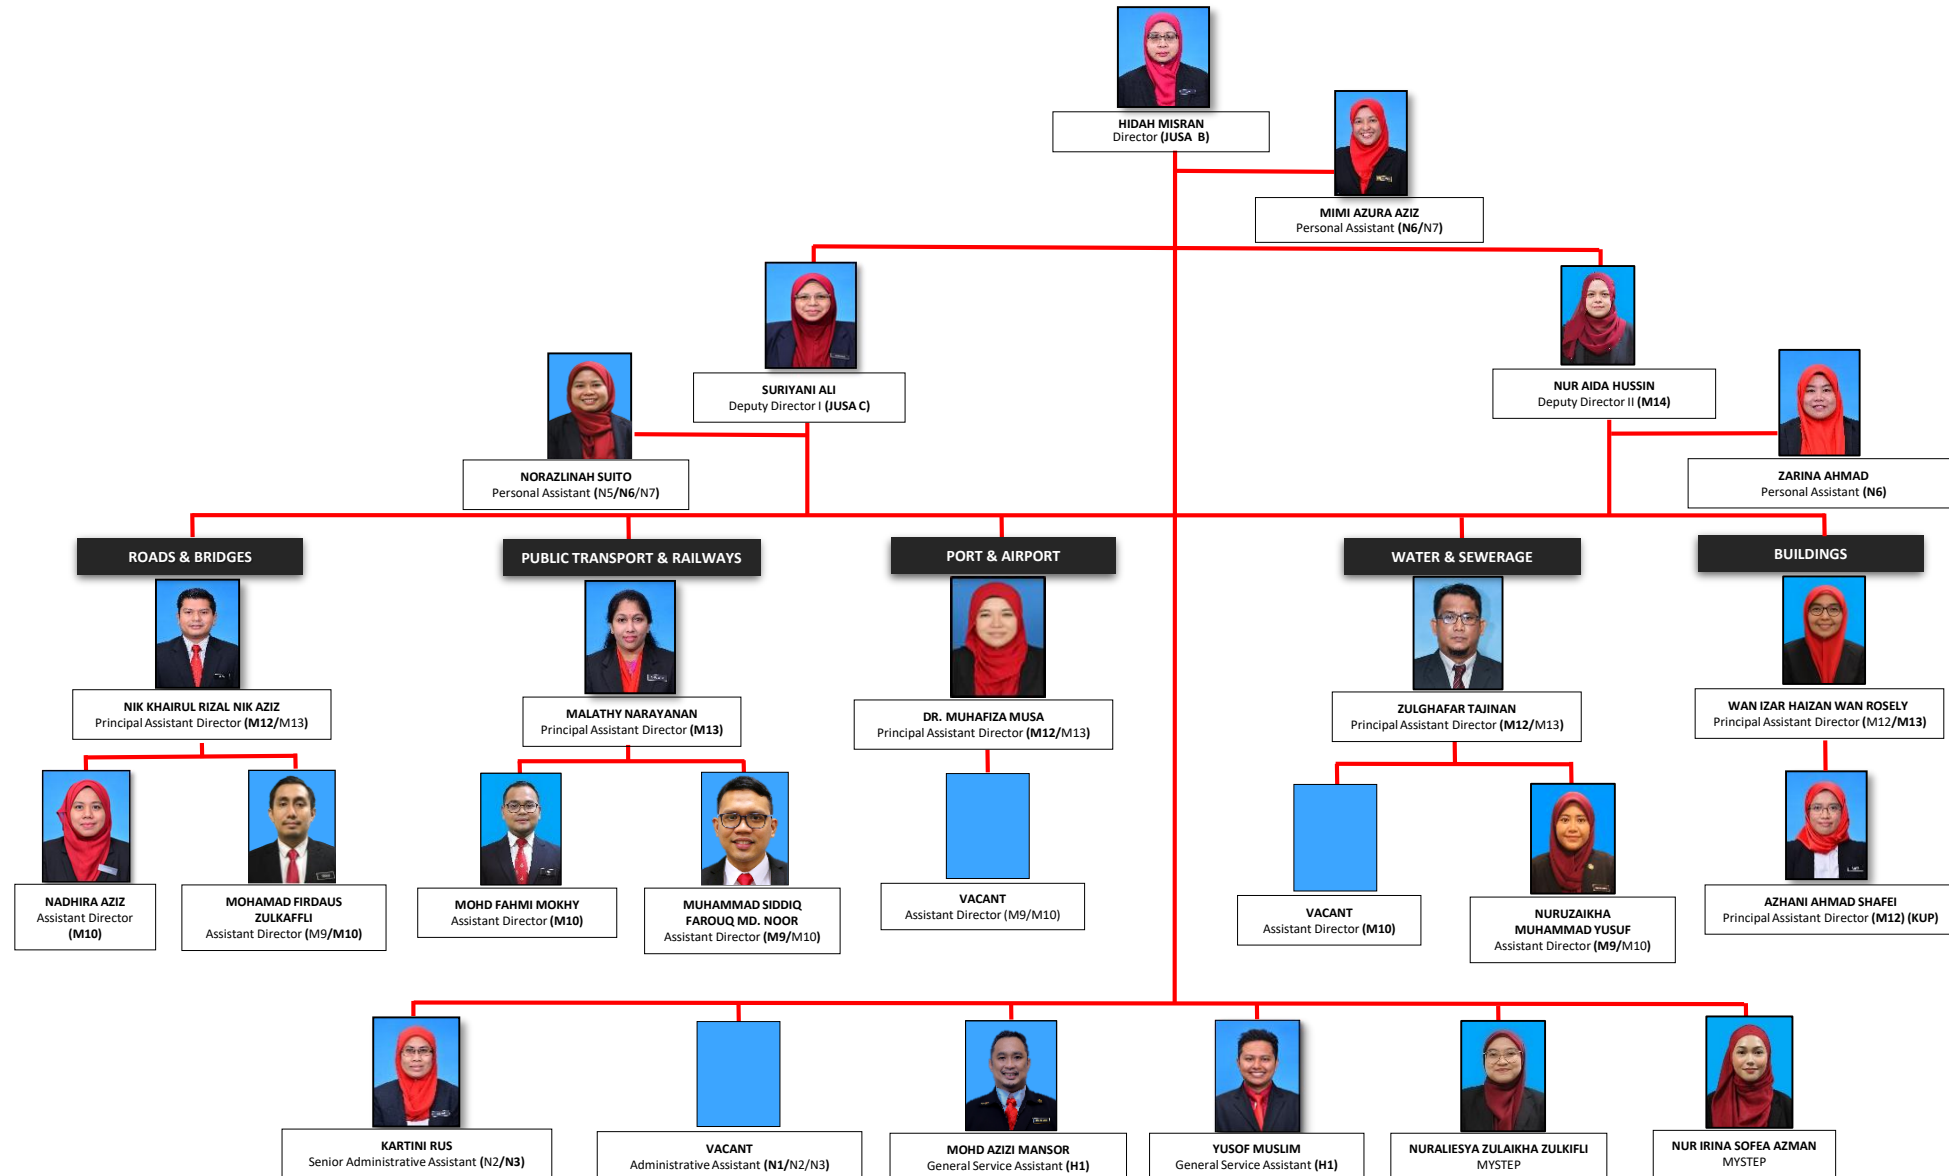 HIDAH MISRAN
Director (JUSA B)
MIMI AZURA AZIZ
Personal Assistant (N6/N7)
SURIYANI ALI
Deputy Director I (JUSA C)
NUR AIDA HUSSIN
Deputy Director II (M14)
NORAZLINAH SUITO
Personal Assistant (N5/N6/N7)
ZARINA AHMAD
Personal Assistant (N6)
ROADS & BRIDGES
PUBLIC TRANSPORT & RAILWAYS
PORT & AIRPORT
WATER & SEWERAGE
BUILDINGS
NIK KHAIRUL RIZAL NIK AZIZ
Principal Assistant Director (M12/M13)
MALATHY NARAYANAN
Principal Assistant Director (M13)
DR. MUHAFIZA MUSA
Principal Assistant Director (M12/M13)
ZULGHAFAR TAJINAN
Principal Assistant Director (M12/M13)
WAN IZAR HAIZAN WAN ROSELY
Principal Assistant Director (M12/M13)
NADHIRA AZIZ
Assistant Director
(M10)
MOHAMAD FIRDAUS
ZULKAFFLI
Assistant Director (M9/M10)
MOHD FAHMI MOKHY
Assistant Director (M10)
MUHAMMAD SIDDIQ
FAROUQ MD. NOOR
Assistant Director (M9/M10)
VACANT
Assistant Director (M9/M10)
VACANT
Assistant Director (M10)
NURUZAIKHA
MUHAMMAD YUSUF
Assistant Director (M9/M10)
AZHANI AHMAD SHAFEI
Principal Assistant Director (M12) (KUP)
KARTINI RUS
Senior Administrative Assistant (N2/N3)
VACANT
Administrative Assistant (N1/N2/N3)
MOHD AZIZI MANSOR
General Service Assistant (H1)
YUSOF MUSLIM
General Service Assistant (H1)
NURALIESYA ZULAIKHA ZULKIFLI
MYSTEP
NUR IRINA SOFEA AZMAN
MYSTEP